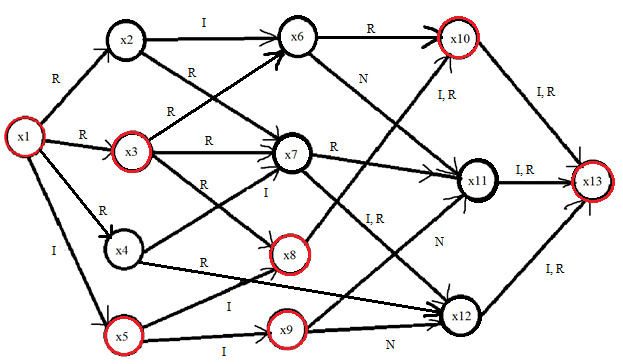 I
x2
x6
R
x10
R
R
N
I, R
I, R
R
x1
R
x3
R
x7
R
x11
I, R
x13
R
I
R
I, R
N
I
x4
R
x8
I, R
I
x5
x9
x12
I
N